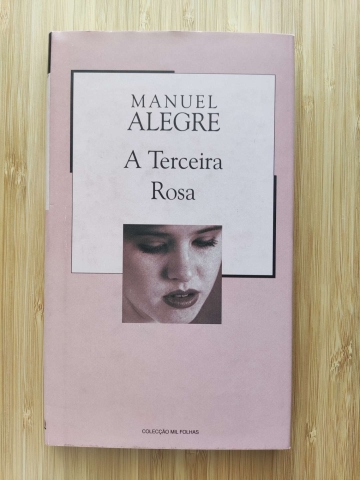 MANUEL
ALEGRE
A Terceira
Rosa
COLECÇÃO MIL FOLHAS